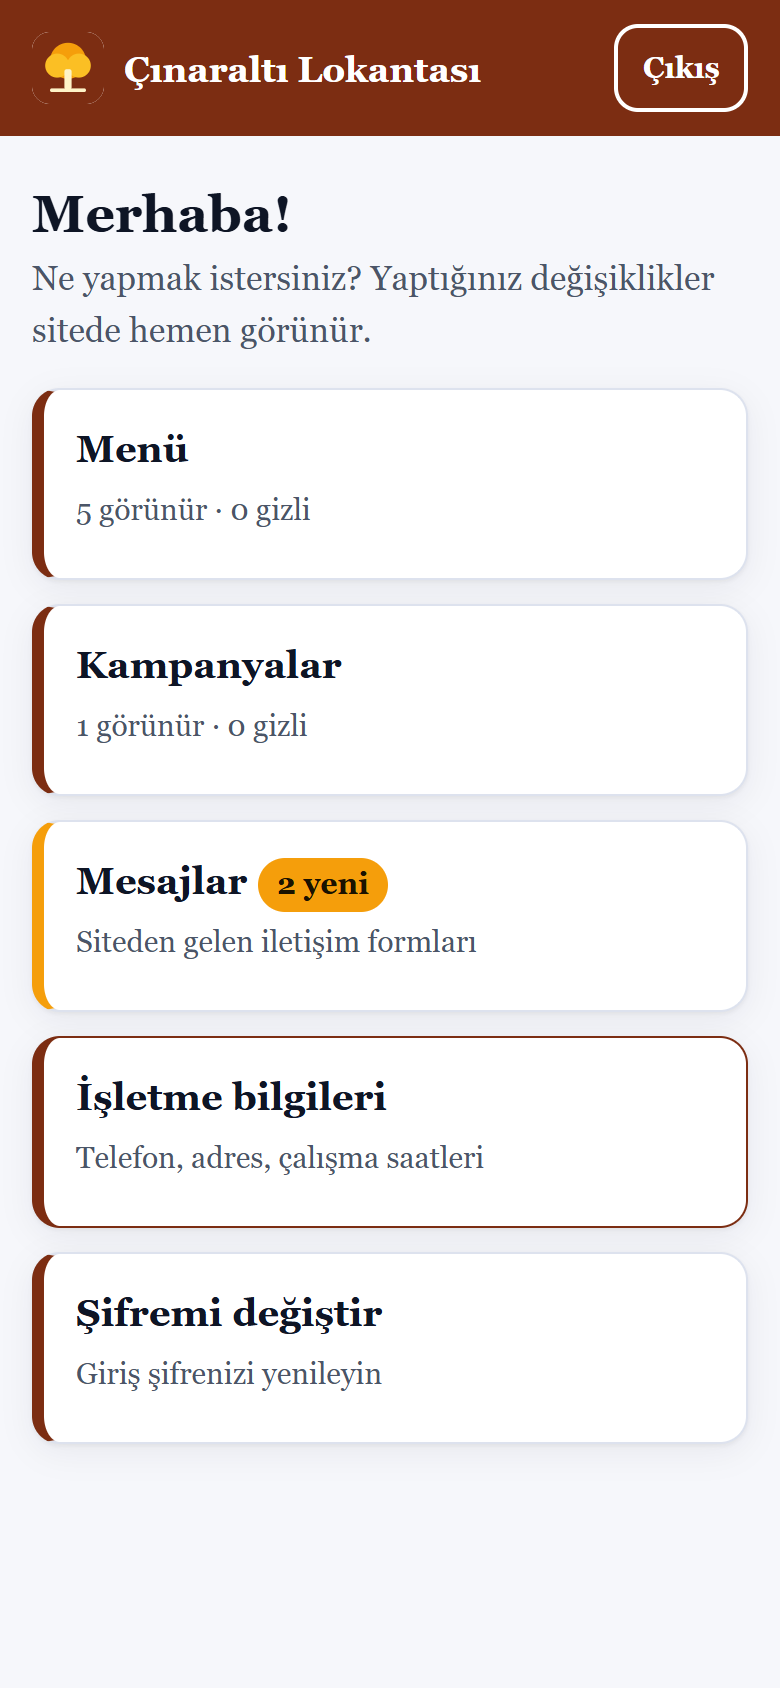 Çınaraltı Lokantası
Çıkış
Merhaba!
Ne yapmak istersiniz? Yaptığınız değişiklikler
sitede hemen görünür.
Menü
5 görünür · 0 gizli
Kampanyalar
1 görünür · 0 gizli
Mesajlar 2 yeni
Siteden gelen iletişim formları
İşletme bilgileri
Telefon, adres, çalışma saatleri
Şifremi değiştir
Giriş şifrenizi yenileyin